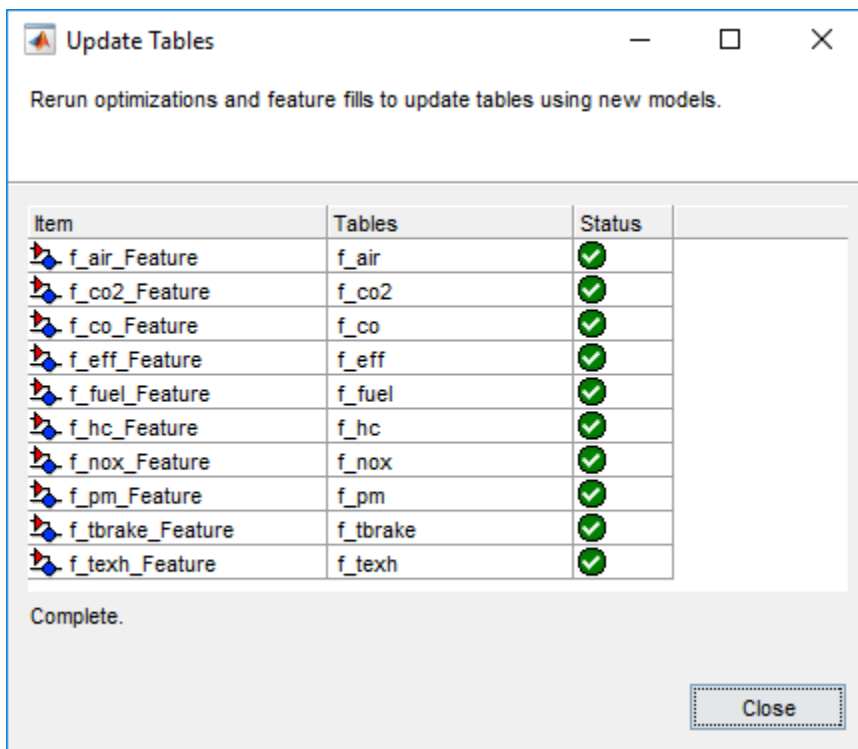 Update Tables
Rerun optimizations and feature fills to update tables using new models.
Item Tables Status
f_air_Feature f_air
f_co2_Feature f_co2
f_co_Feature f_co
f_eff_Feature f_eff
f_fuel_Feature f_fuel
f_hc_Feature f_hc
f_nox_Feature f_nox
f_pm_Feature f_pm
f_tbrake_Feature f_tbrake
f_texh_Feature f_texh
Complete.
Close